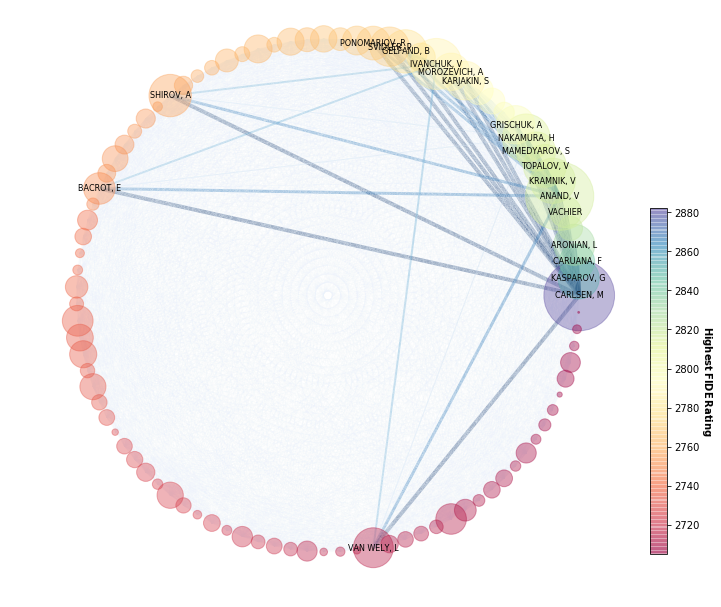 PONOMARIOV, R
SVIDLER, P
GELFAND, B
IVANCHUK, V
MOROZEVICH, A
KARJAKIN, S
SHIROV, A
GRISCHUK, A
NAKAMURA, H
MAMEDYAROV, S
TOPALOV, V
KRAMNIK, V
BACROT, E
ANAND, V
VACHIER
ARONIAN, L
CARUANA, F
KASPAROV, G
CARLSEN, M
VAN WELY, L
2880
2860
2840
2820
2800
2780
2760
2740
2720
Highest FIDE Rating